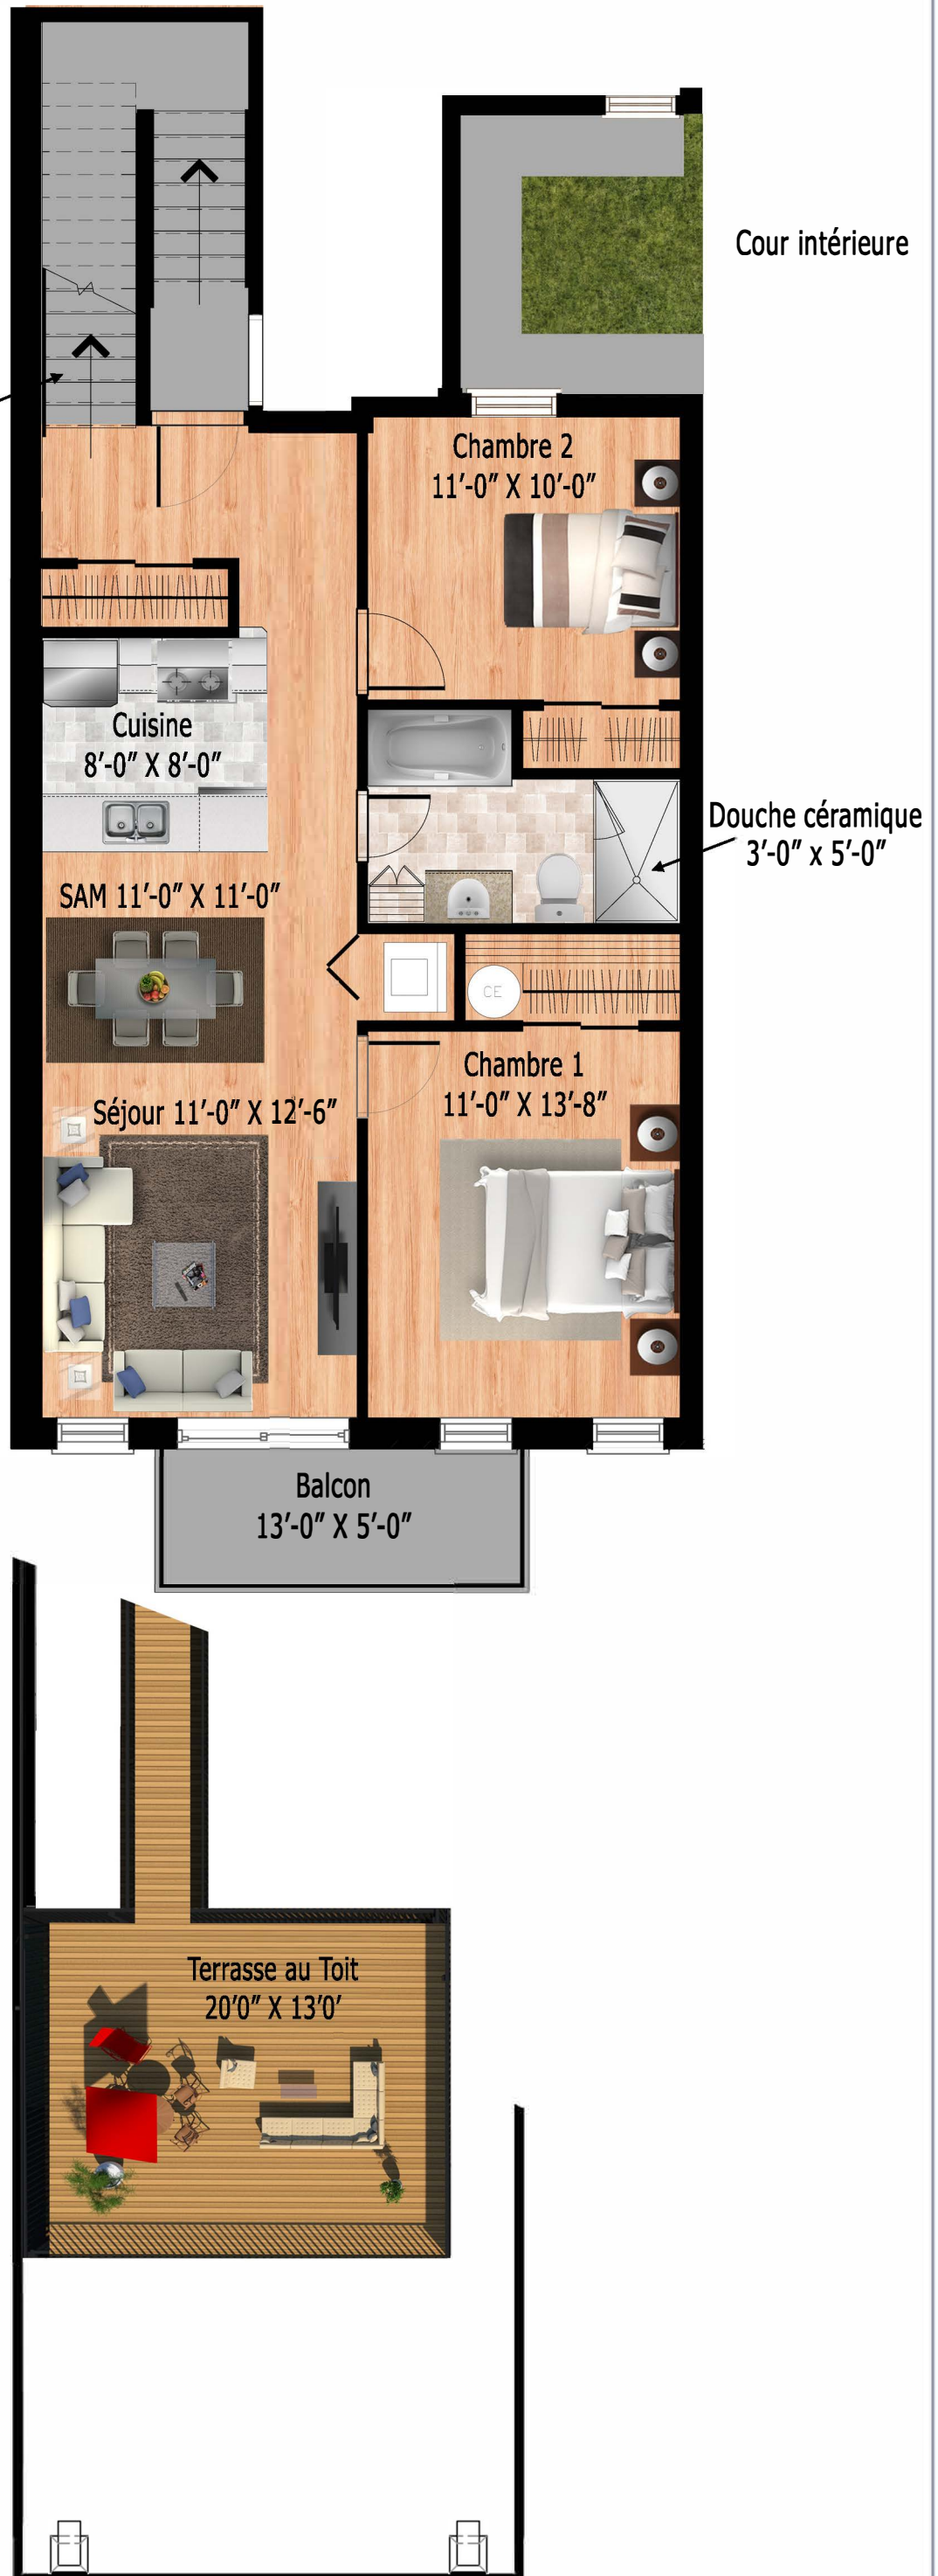 Cour intérieure
Chambre 2
11'-0" X 10'-0"
Cuisine
8'-0" X 8'-0"
Douche céramique
3'-0" x 5'-0"
SAM 11'-0" X 11'-0"
CE
Chambre 1
11'-0" X 13'-8"
Séjour 11'-0" X 12'-6"
Balcon
13'-0" X 5'-0"
Terrasse au Toit
20'0" X 13'0'